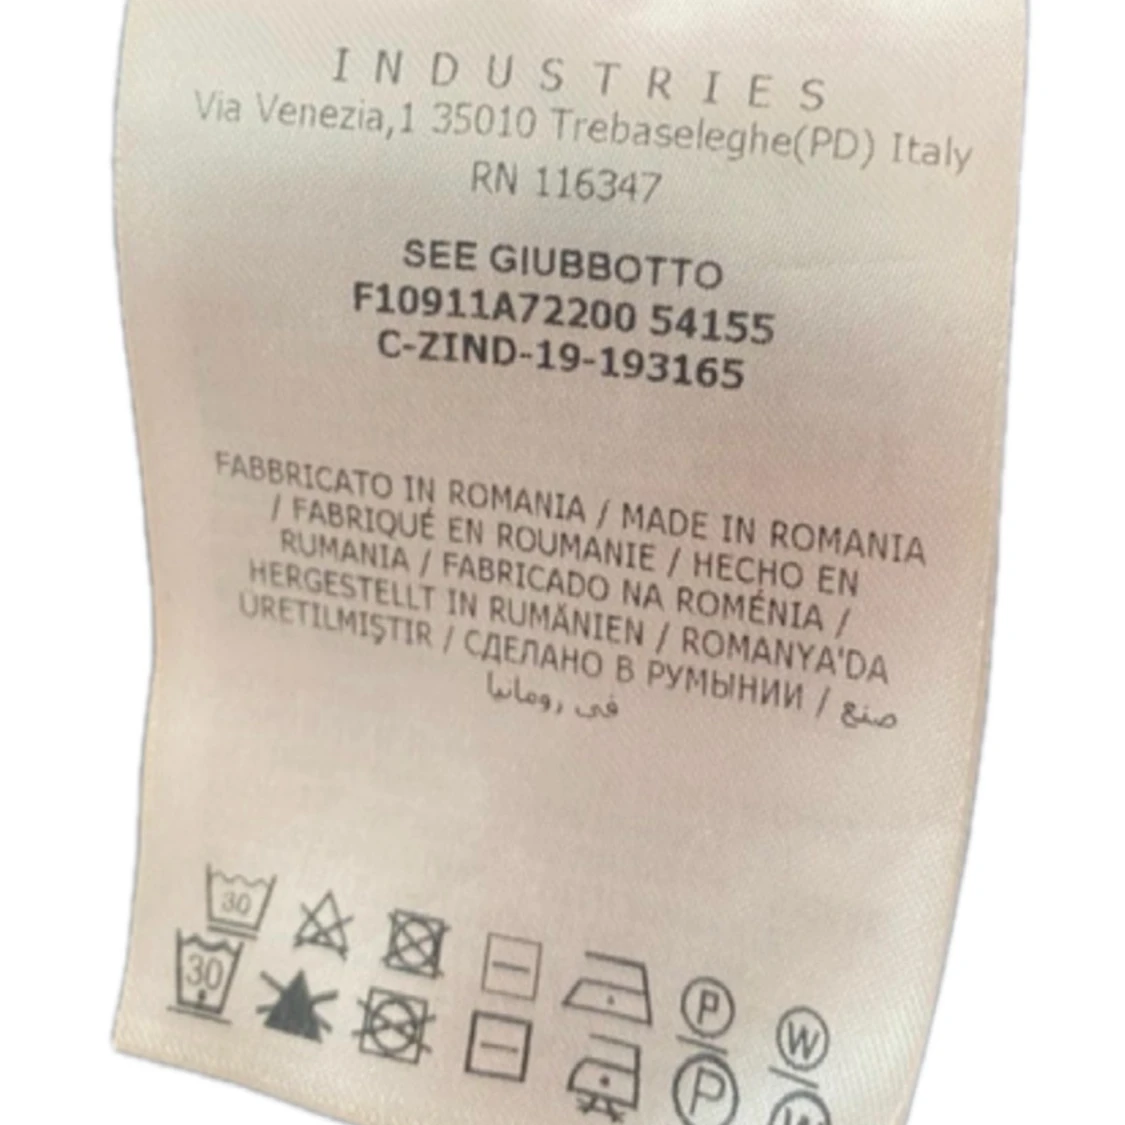 INDUSTRIES
Via Venezia,1 35010 Trebaseleghe(PD) Italy
RN 116347
SEE GIUBBOTTO
F10911A72200 54155
C-ZIND-19-193165
FABBRICATO IN ROMANIA / MADE IN ROMANIA
/ FABRIQUÉ EN ROUMANIE / HECHO EN
RUMANIA / FABRICADO NA ROMÉNIA /
HERGESTELLT IN RUMÄNIEN / ROMANYA'DA
ÜRETILMIŞTIR / СДЕЛАНО В РУМЫНИИ / صنع
في رومانيا
30
P
W
30
P
W